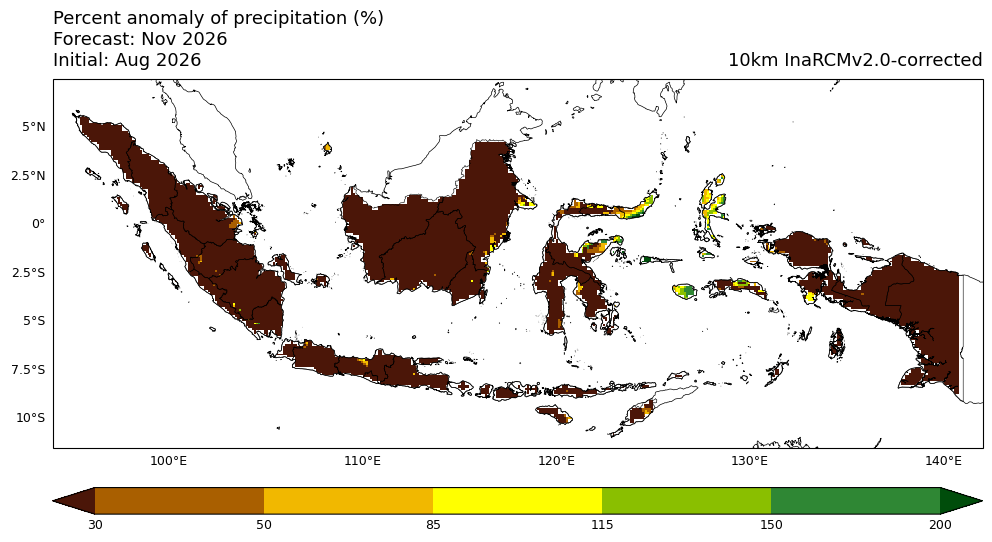 Percent anomaly of precipitation (%)
Forecast: Nov 2026
Initial: Aug 2026
10km InaRCMv2.0-corrected
5°N
2.5°N
0°
2.5°S
5°S
7.5°S
10°S
100°E 110°E 120°E 130°E 140°E
30 50 85 115 150 200